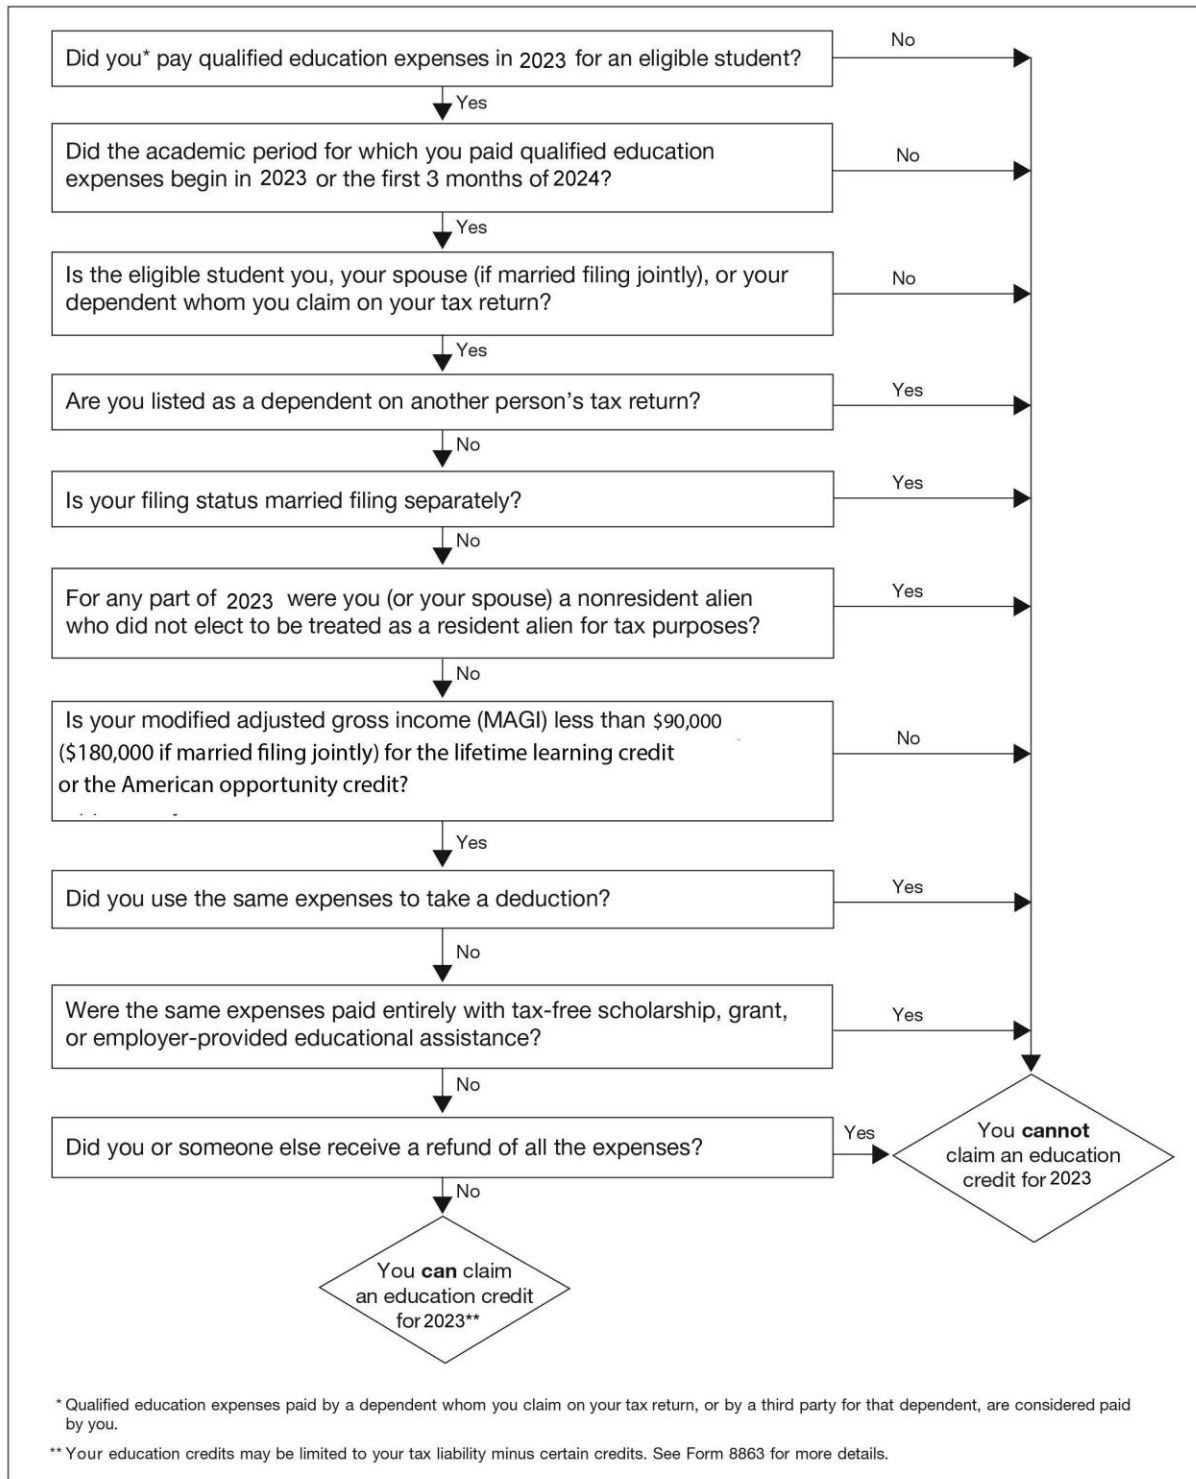 Did you* pay qualified education expenses in 2023 for an eligible student?
No
Yes
Did the academic period for which you paid qualified education
expenses begin in 2023 or the first 3 months of 2024?
No
Yes
Is the eligible student you, your spouse (if married filing jointly), or your
dependent whom you claim on your tax return?
No
Yes
Are you listed as a dependent on another person's tax return?
Yes
No
Is your filing status married filing separately?
Yes
No
For any part of 2023 were you (or your spouse) a nonresident alien
who did not elect to be treated as a resident alien for tax purposes?
Yes
No
Is your modified adjusted gross income (MAGI) less than $90,000
($180,000 if married filing jointly) for the lifetime learning credit
or the American opportunity credit?
No
Yes
Did you use the same expenses to take a deduction?
Yes
No
Were the same expenses paid entirely with tax-free scholarship, grant,
or employer-provided educational assistance?
Yes
No
Did you or someone else receive a refund of all the expenses?
Yes
No
You cannot
claim an education
credit for 2023
You can claim
an education credit
for 2023**
* Qualified education expenses paid by a dependent whom you claim on your tax return, or by a third party for that dependent, are considered paid
by you.
** Your education credits may be limited to your tax liability minus certain credits. See Form 8863 for more details.